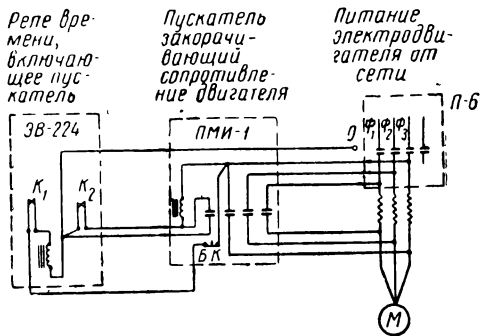 Реле вре-
мени,
включаю-
щее пус-
катель
Пускатель
закорачи-
вающий
сопротивле-
ние двигателя
Питание
электродви-
гателя от
сети
П-6
ЭВ-224
ПМИ-1
0
Ф1 Ф2 Ф3
К1
К2
БК
М